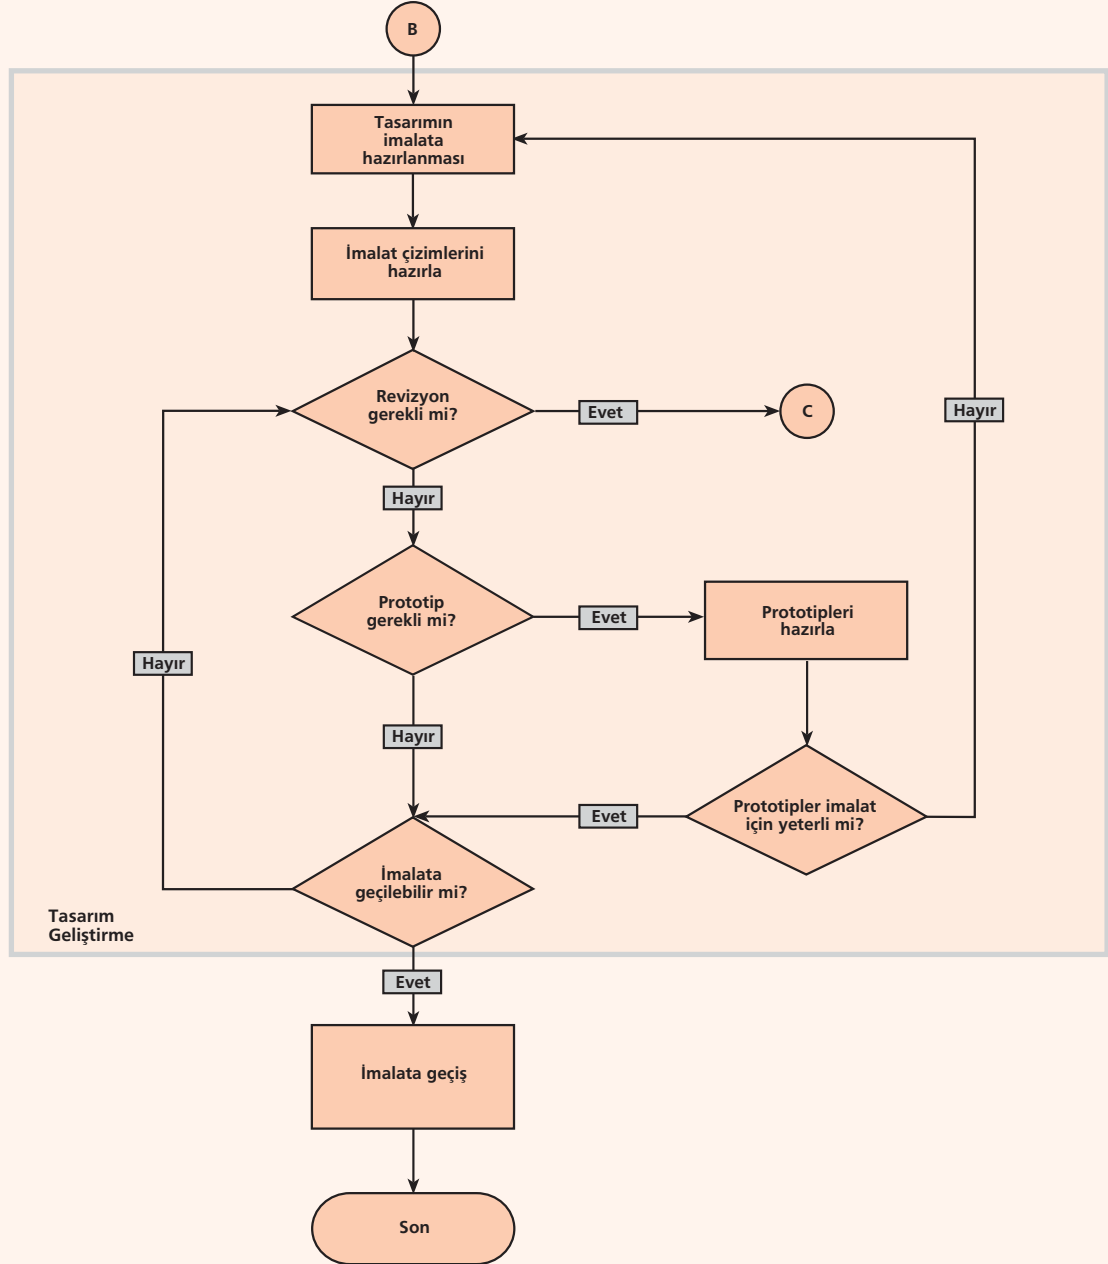 B
Tasarımın
imalata
hazırlanması
İmalat çizimlerini
hazırla
Revizyon
gerekli mi?
Evet
C
Hayır
Hayır
Prototip
gerekli mi?
Evet
Prototipleri
hazırla
Hayır
Hayır
Prototipler imalat
için yeterli mi?
Evet
İmalata
geçilebilir mi?
Tasarım
Geliştirme
Evet
İmalata geçiş
Son